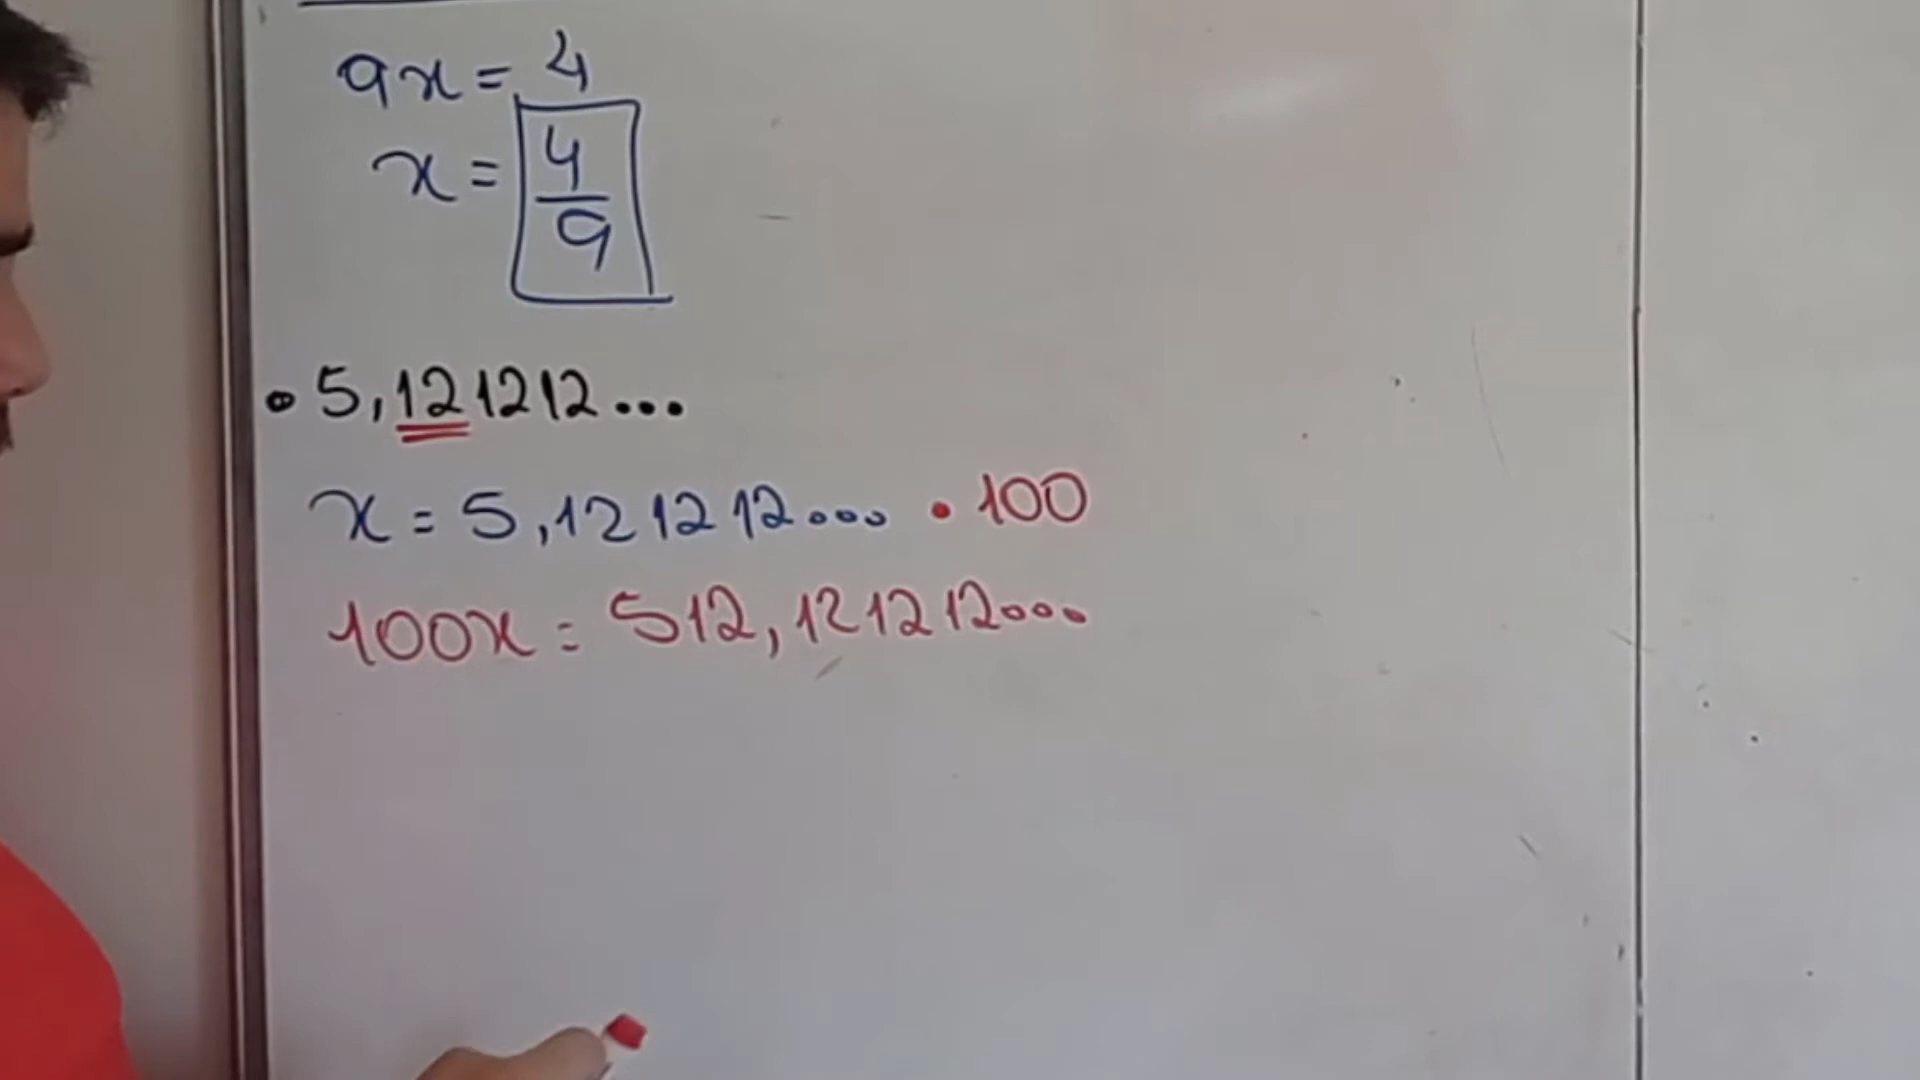 9x = 4
x = 4/9
• 5,121212...
x = 5,121212... • 100
100x = 512,121212...